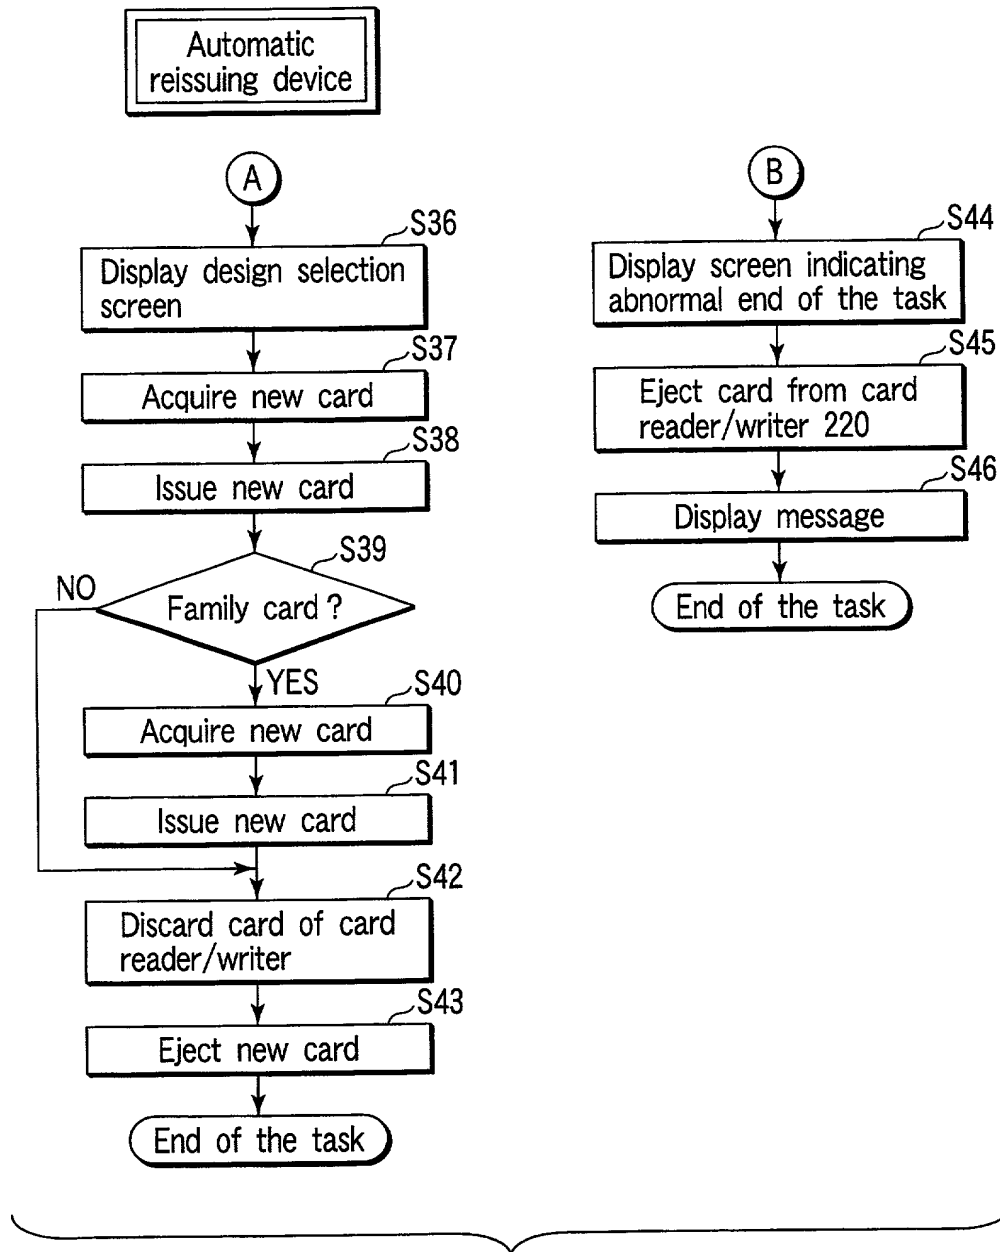 Automatic
reissuing device
A
S36
Display design selection
screen
S37
Acquire new card
S38
Issue new card
S39
Family card ?
NO
YES
S40
Acquire new card
S41
Issue new card
S42
Discard card of card
reader/writer
S43
Eject new card
End of the task
B
S44
Display screen indicating
abnormal end of the task
S45
Eject card from card
reader/writer 220
S46
Display message
End of the task